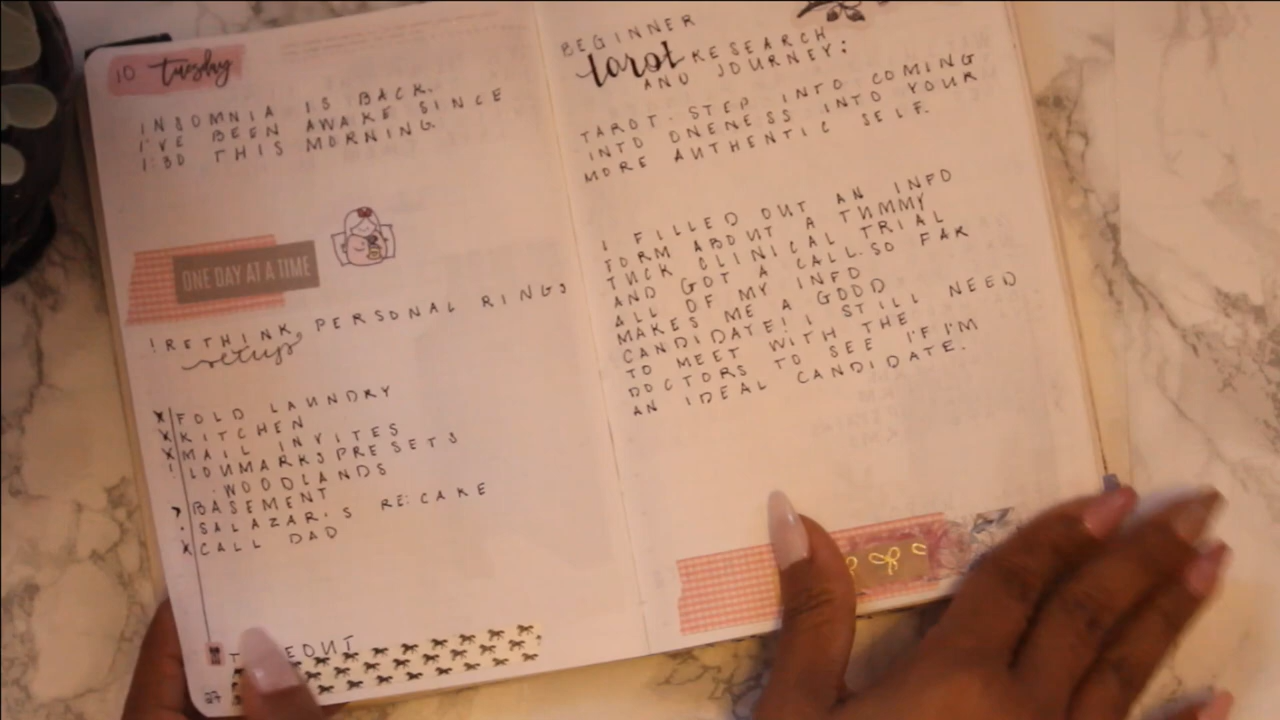 10 tuesday
INSOMNIA IS BACK.
I'VE BEEN AWAKE SINCE
1:30 THIS MORNING.
ONE DAY AT A TIME
! RETHINK PERSONAL RINGS
setup
X FOLD LAUNDRY
X KITCHEN
X MAIL INVITES
! LOUMARKS PRESETS
. WOODLANDS
> BASEMENT
• SALAZAR'S RE: CAKE
X CALL DAD
BEGINNER
tarot RESEARCH
AND JOURNEY:
TAROT. STEP INTO COMING
INTO ONENESS INTO YOUR
MORE AUTHENTIC SELF.
I FILLED OUT AN INFO
FORM ABOUT A TUMMY
TUCK CLINICAL TRIAL
AND GOT A CALL. SO FAR
ALL OF MY INFO
MAKES ME A GOOD
CANDIDATE! I STILL NEED
TO MEET WITH THE
DOCTORS TO SEE IF I'M
AN IDEAL CANDIDATE.